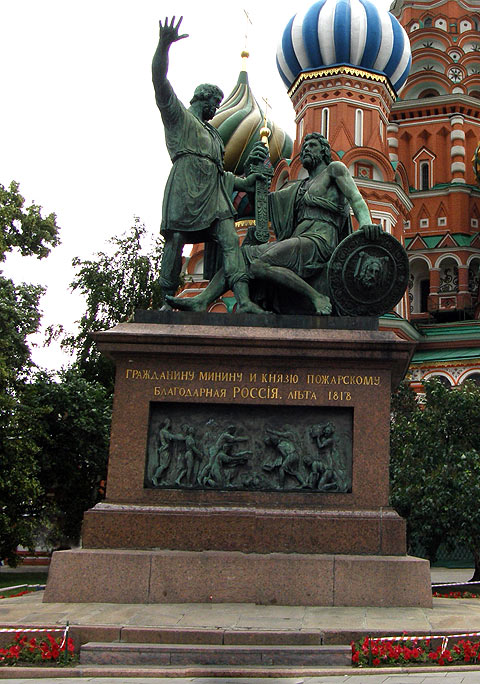 ГРАЖДАНИНУ МИНИНУ И КНЯЗЮ ПОЖАРСКОМУ
БЛАГОДАРНАЯ РОССІЯ. ЛѢТА 1818